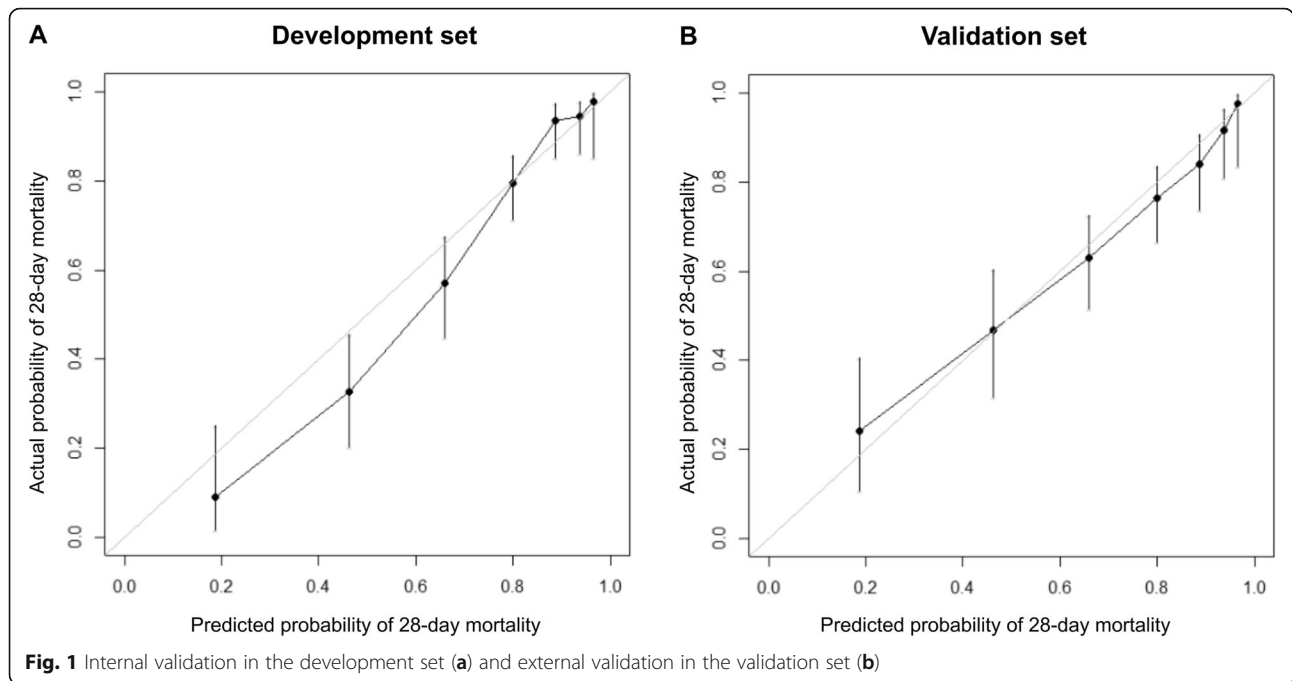 A
Development set
Actual probability of 28-day mortality
1.0
0.8
0.6
0.4
0.2
0.0
0.0 0.2 0.4 0.6 0.8 1.0
Predicted probability of 28-day mortality
B
Validation set
Actual probability of 28-day mortality
1.0
0.8
0.6
0.4
0.2
0.0
0.0 0.2 0.4 0.6 0.8 1.0
Predicted probability of 28-day mortality
Fig. 1 Internal validation in the development set (a) and external validation in the validation set (b)